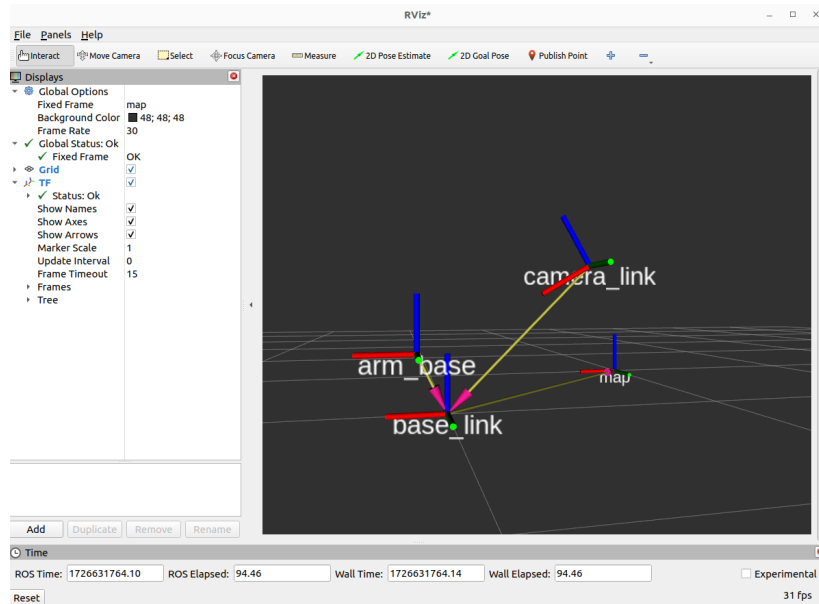 RViz*
File Panels Help
Interact Move Camera Select Focus Camera Measure 2D Pose Estimate 2D Goal Pose Publish Point
Displays
Global Options
Fixed Frame map
Background Color 48; 48; 48
Frame Rate 30
Global Status: Ok
Fixed Frame OK
Grid
TF
Status: Ok
Show Names
Show Axes
Show Arrows
Marker Scale 1
Update Interval 0
Frame Timeout 15
Frames
Tree
camera_link
arm_base
map
base_link
Add Duplicate Remove Rename
Time
ROS Time: 1726631764.10 ROS Elapsed: 94.46 Wall Time: 1726631764.14 Wall Elapsed: 94.46 Experimental
Reset 31 fps